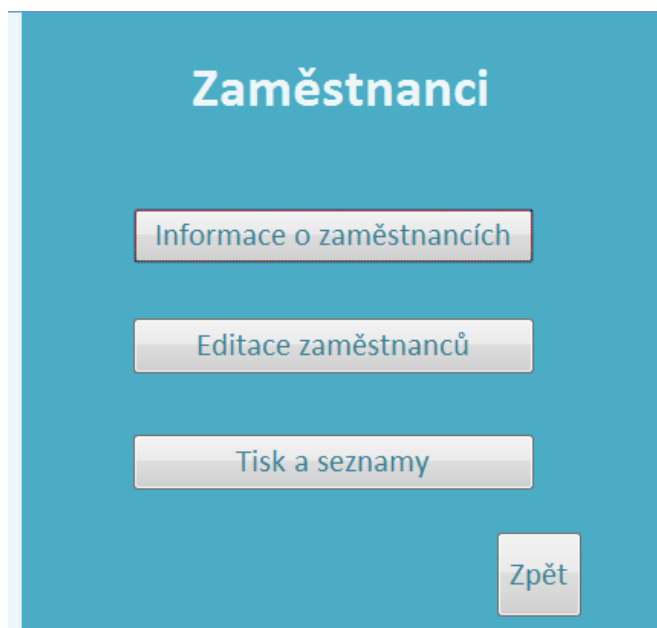 Zaměstnanci
Informace o zaměstnancích
Editace zaměstnanců
Tisk a seznamy
Zpět